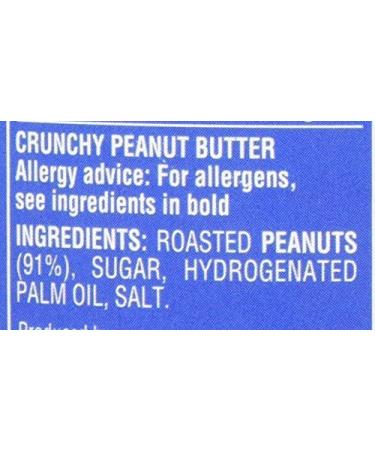 CRUNCHY PEANUT BUTTER
Allergy advice: For allergens,
see ingredients in bold
INGREDIENTS: ROASTED PEANUTS
(91%), SUGAR, HYDROGENATED
PALM OIL, SALT.